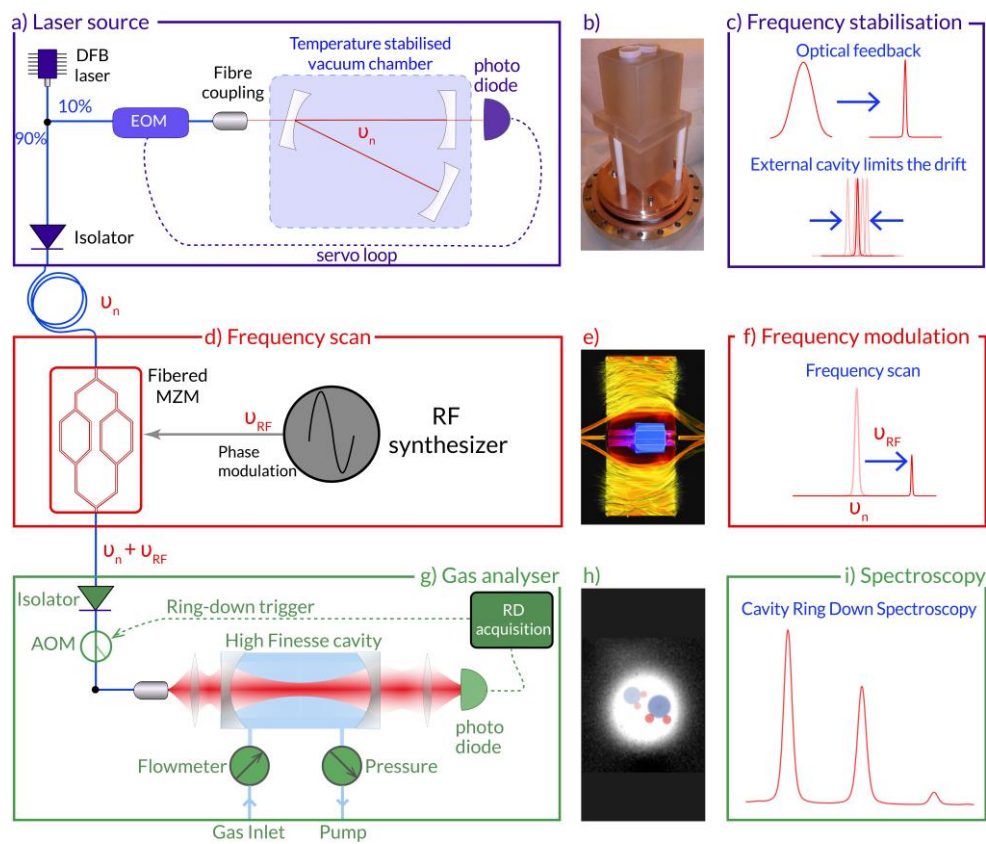 a) Laser source
DFB
laser
10%
90%
EOM
Fibre
coupling
Temperature stabilised
vacuum chamber
υn
photo
diode
Isolator
servo loop
υn
b)
c) Frequency stabilisation
Optical feedback
External cavity limits the drift
d) Frequency scan
Fibered
MZM
υRF
Phase
modulation
RF
synthesizer
υn + υRF
e)
f) Frequency modulation
Frequency scan
υRF
υn
g) Gas analyser
Isolator
Ring-down trigger
RD
acquisition
AOM
High Finesse cavity
photo
diode
Flowmeter
Pressure
Gas Inlet
Pump
h)
i) Spectroscopy
Cavity Ring Down Spectroscopy